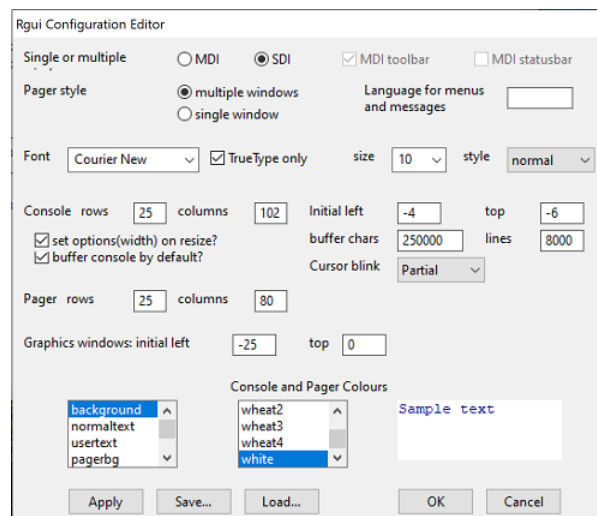 Rgui Configuration Editor
Single or multiple MDI SDI MDI toolbar MDI statusbar
Pager style multiple windows Language for menus
single window and messages
Font Courier New TrueType only size 10 style normal
Console rows 25 columns 102 Initial left -4 top -6
set options(width) on resize? buffer chars 250000 lines 8000
buffer console by default?
Cursor blink Partial
Pager rows 25 columns 80
Graphics windows: initial left -25 top 0
Console and Pager Colours
background wheat2 Sample text
normaltext wheat3
usertext wheat4
pagerbg white
Apply Save... Load... OK Cancel